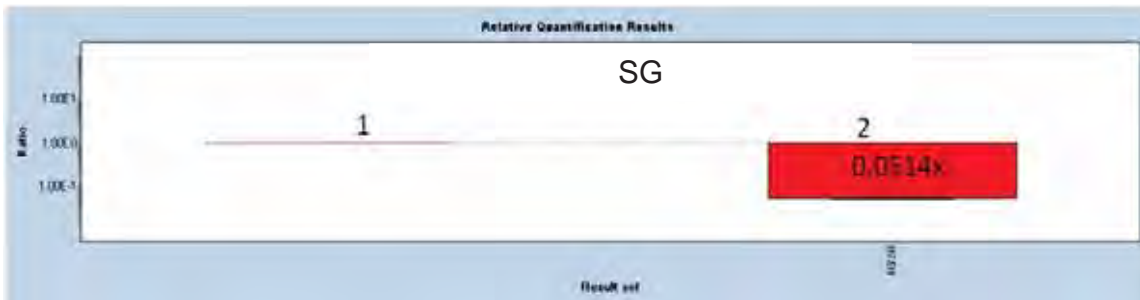 Relative Quantification Results
SG
1.00E1
1 2
1.00E0
0.0514x
1.00E-1
Ratio
Result set